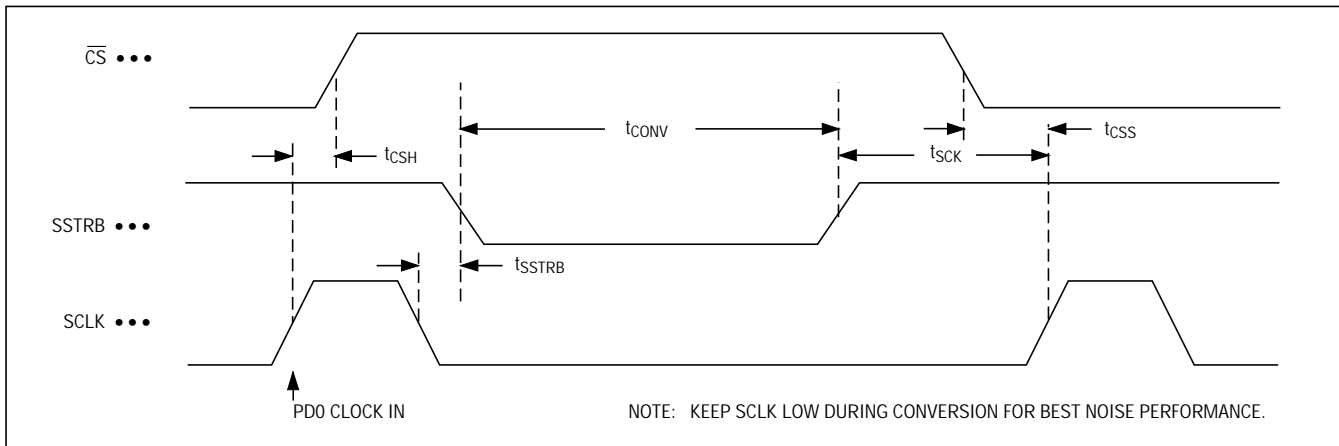 CS •••
tCONV
tCSS
tCSH
tSCK
SSTRB •••
tSSTRB
SCLK •••
PD0 CLOCK IN
NOTE: KEEP SCLK LOW DURING CONVERSION FOR BEST NOISE PERFORMANCE.